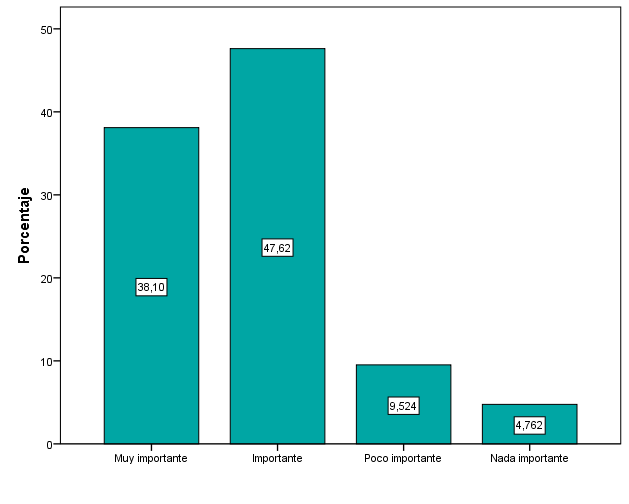 Porcentaje
50
40
30
20
10
0
38,10
47,62
9,524
4,762
Muy importante
Importante
Poco importante
Nada importante